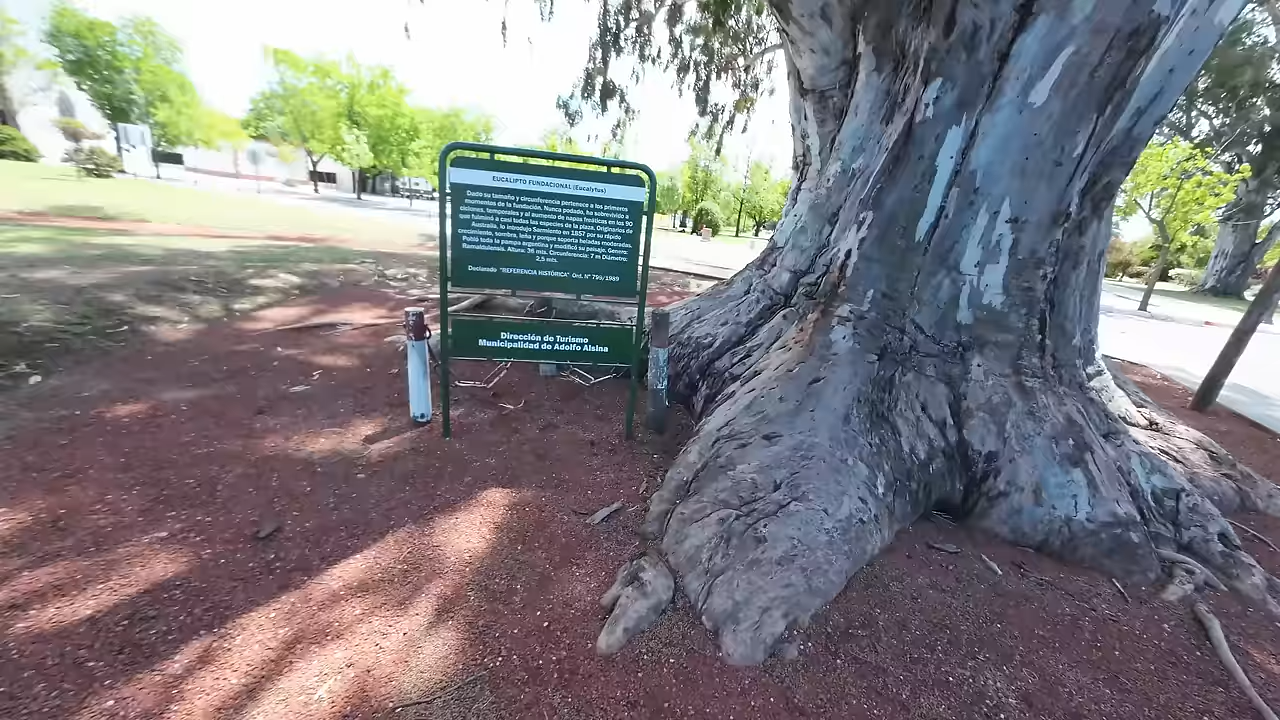 EUCALIPTO FUNDACIONAL (Eucalytus)
Dado su tamaño y circunferencia pertenece a los primeros
momentos de la fundación. Nunca podado, ha sobrevivido a
ciclones, temporales y al aumento de napas freáticas en los 90
que fulminó a casi todas las especies de la plaza. Originarios de
Australia, lo introdujo Sarmiento en 1857 por su rápido
crecimiento, sombra, leña y porque soporta heladas moderadas.
Pobló toda la pampa argentina y modificó su paisaje. Genero:
Ramaldulensis. Altura: 36 mts. Circunferencia: 7 m Diámetro:
2,5 mts.
Declarado "REFERENCIA HISTÓRICA" Ord. N° 799/1989
Dirección de Turismo
Municipalidad de Adolfo Alsina